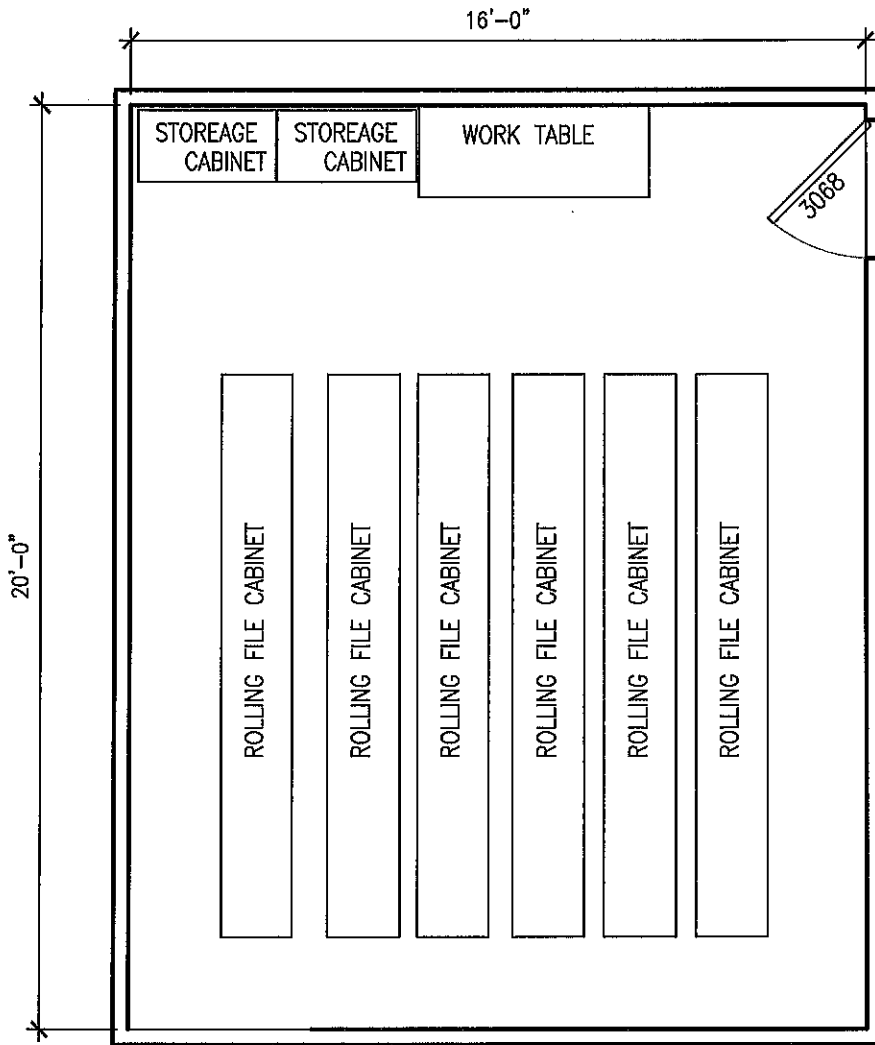 16'-0"
STOREAGE
CABINET
STOREAGE
CABINET
WORK TABLE
3068
20'-0"
ROLLING FILE CABINET
ROLLING FILE CABINET
ROLLING FILE CABINET
ROLLING FILE CABINET
ROLLING FILE CABINET
ROLLING FILE CABINET